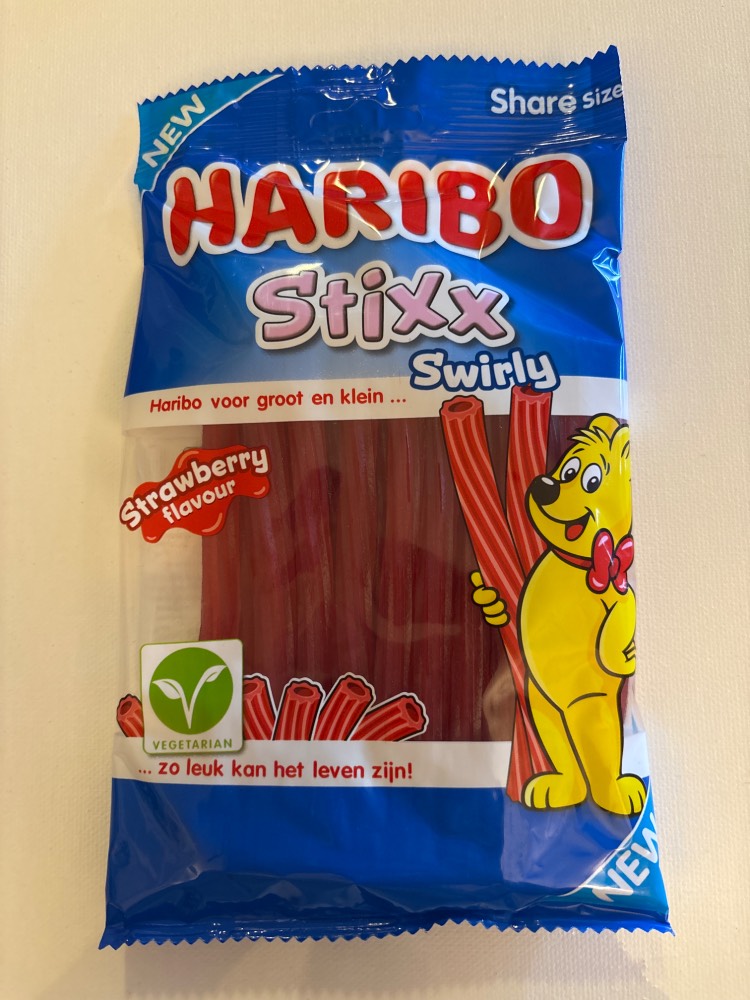 NEW
Share size
HARIBO
Stixx
Swirly
Haribo voor groot en klein ...
Strawberry
flavour
VEGETARIAN
... zo leuk kan het leven zijn!
NEW